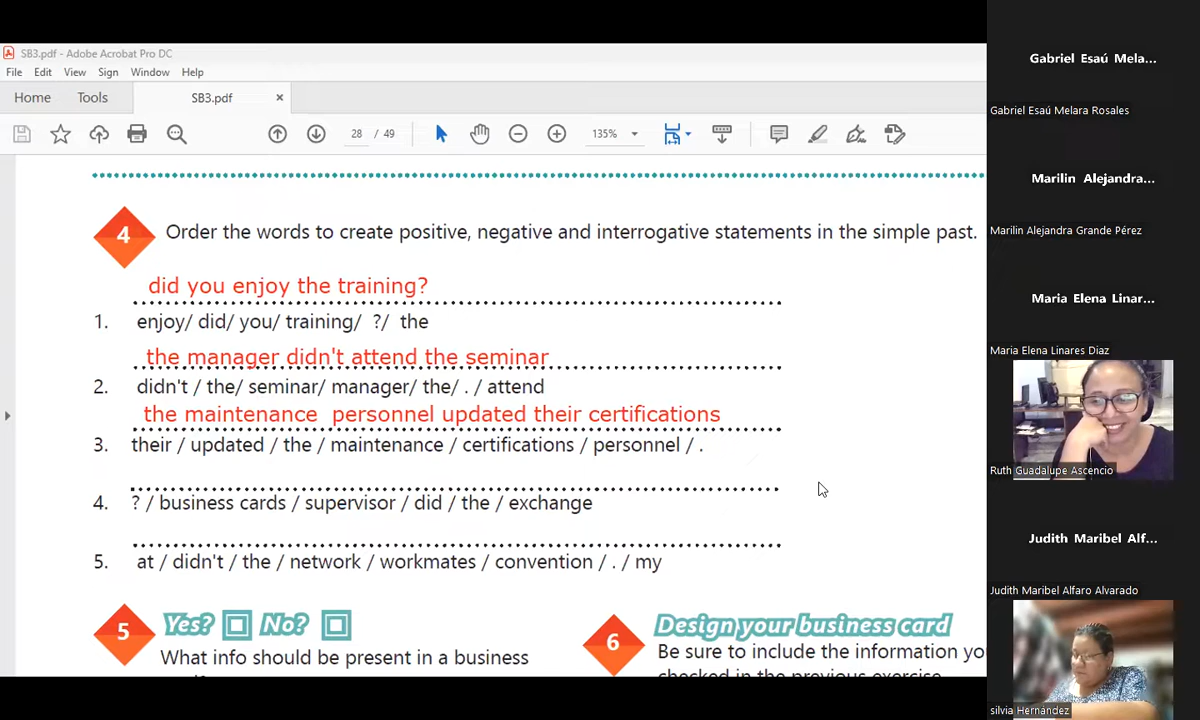 SB3.pdf - Adobe Acrobat Pro DC
File Edit View Sign Window Help
Home Tools SB3.pdf ×
28 / 49 135%
4 Order the words to create positive, negative and interrogative statements in the simple past.
did you enjoy the training?
1. enjoy/ did/ you/ training/ ?/ the
the manager didn't attend the seminar
2. didn't / the/ seminar/ manager/ the/ . / attend
the maintenance personnel updated their certifications
3. their / updated / the / maintenance / certifications / personnel / .
4. ? / business cards / supervisor / did / the / exchange
5. at / didn't / the / network / workmates / convention / . / my
5 Yes? No?
What info should be present in a business
6 Design your business card
Be sure to include the information yo
checked in the previous exercise
Gabriel Esaú Mela...
Gabriel Esaú Melara Rosales
Marilin Alejandra...
Marilin Alejandra Grande Pérez
Maria Elena Linar...
Maria Elena Linares Diaz
Ruth Guadalupe Ascencio
Judith Maribel Alf...
Judith Maribel Alfaro Alvarado
silvia Hernandez